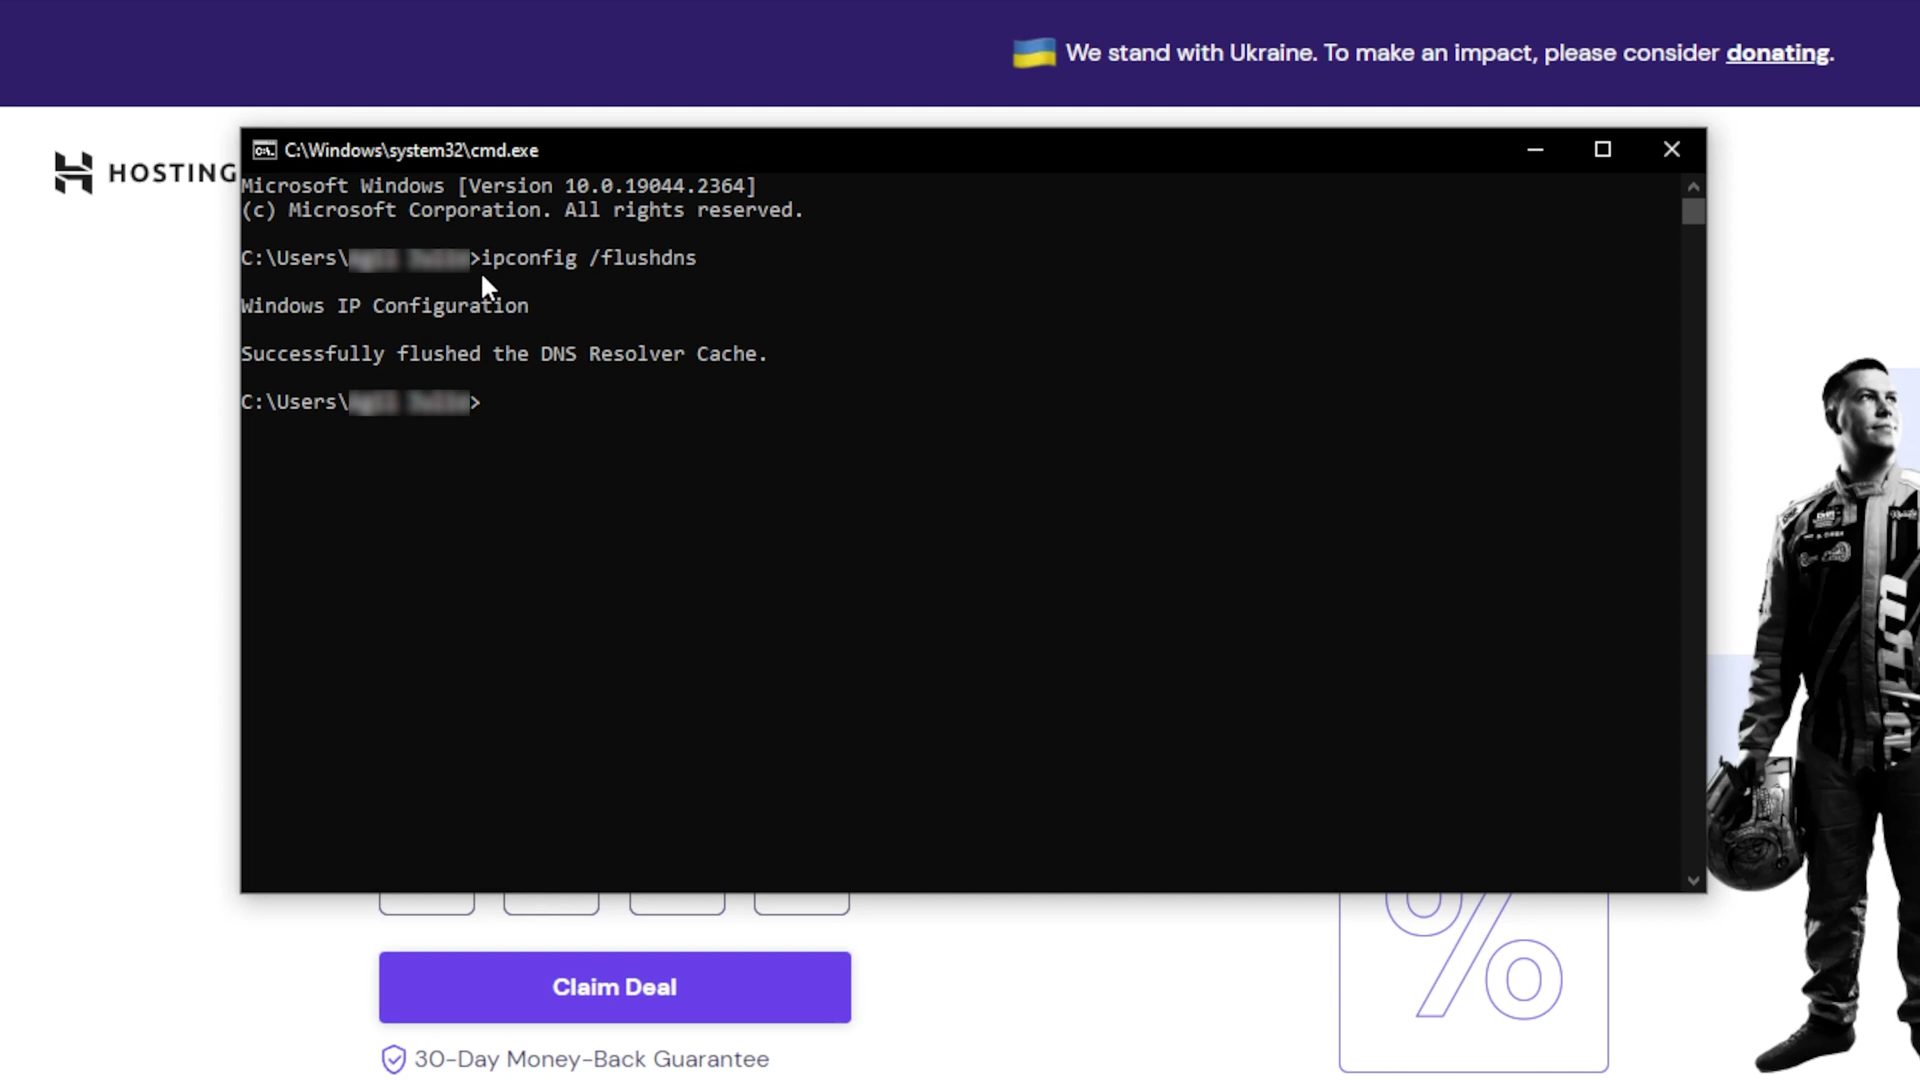 We stand with Ukraine. To make an impact, please consider donating.
HOSTING
C:\Windows\system32\cmd.exe
Microsoft Windows [Version 10.0.19044.2364]
(c) Microsoft Corporation. All rights reserved.
C:\Users\ >ipconfig /flushdns
Windows IP Configuration
Successfully flushed the DNS Resolver Cache.
C:\Users\ >
%
Claim Deal
30-Day Money-Back Guarantee